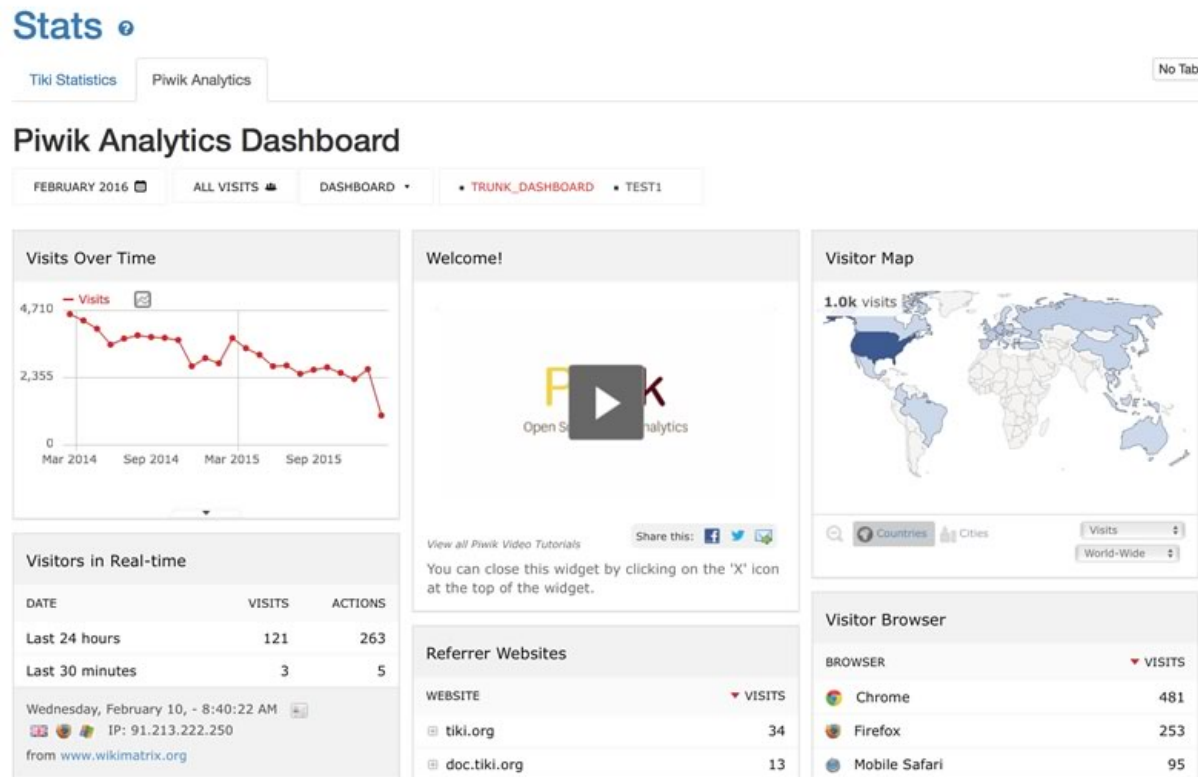 Stats ?
Tiki Statistics Piwik Analytics
No Tab
Piwik Analytics Dashboard
FEBRUARY 2016 ALL VISITS DASHBOARD • TRUNK_DASHBOARD • TEST1
Visits Over Time
Visits
4,710
2,355
0
Mar 2014 Sep 2014 Mar 2015 Sep 2015
Visitors in Real-time
DATE VISITS ACTIONS
Last 24 hours 121 263
Last 30 minutes 3 5
Wednesday, February 10, - 8:40:22 AM
IP: 91.213.222.250
from www.wikimatrix.org
Welcome!
P k
Open S nalytics
View all Piwik Video Tutorials Share this:
You can close this widget by clicking on the 'X' icon
at the top of the widget.
Referrer Websites
WEBSITE VISITS
tiki.org 34
doc.tiki.org 13
Visitor Map
1.0k visits
Countries Cities Visits
World-Wide
Visitor Browser
BROWSER VISITS
Chrome 481
Firefox 253
Mobile Safari 95